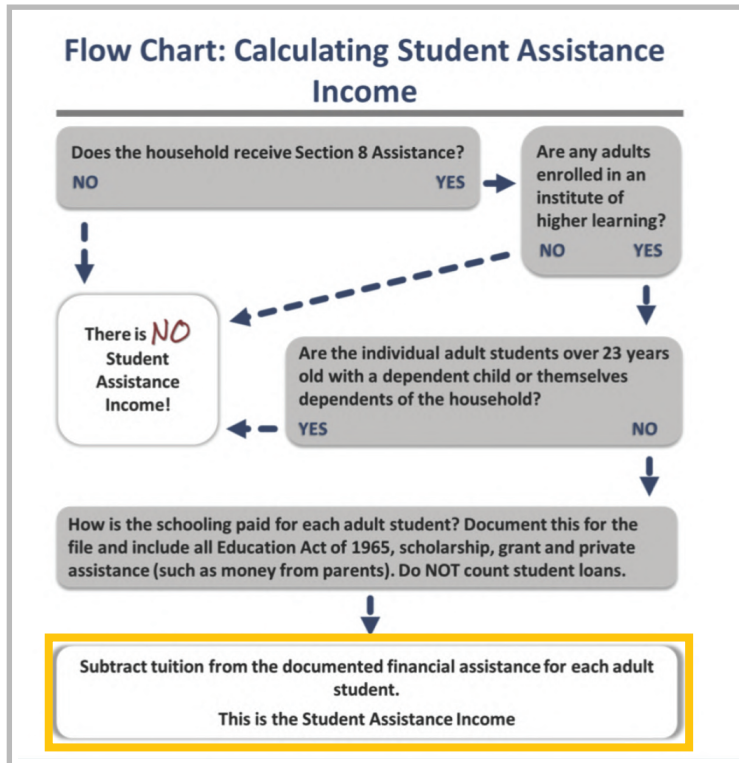 Flow Chart: Calculating Student Assistance
Income
Does the household receive Section 8 Assistance?
NO YES
Are any adults
enrolled in an
institute of
higher learning?
NO YES
There is NO
Student
Assistance
Income!
Are the individual adult students over 23 years
old with a dependent child or themselves
dependents of the household?
YES NO
How is the schooling paid for each adult student? Document this for the
file and include all Education Act of 1965, scholarship, grant and private
assistance (such as money from parents). Do NOT count student loans.
Subtract tuition from the documented financial assistance for each adult
student.
This is the Student Assistance Income